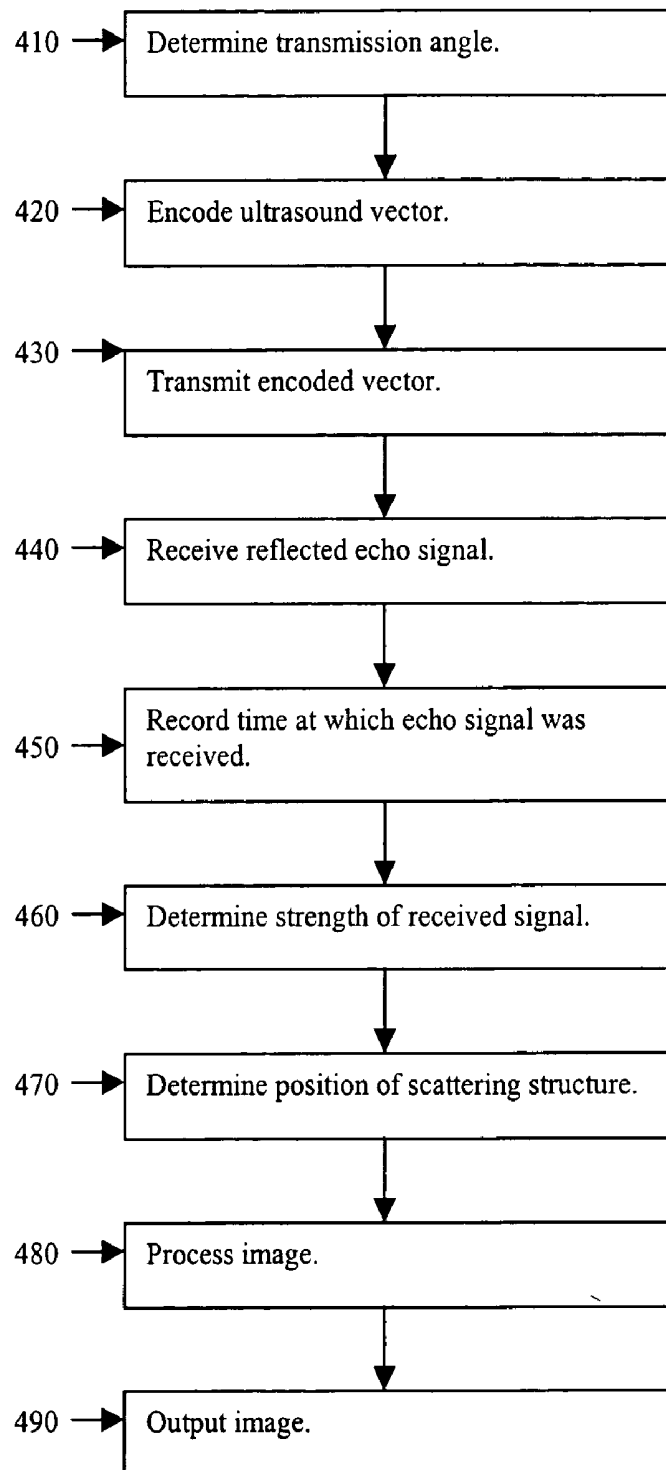 410 Determine transmission angle.
420 Encode ultrasound vector.
430 Transmit encoded vector.
440 Receive reflected echo signal.
Record time at which echo signal was
450 received.
460 Determine strength of received signal.
470 Determine position of scattering structure.
480 Process image.
490 Output image.